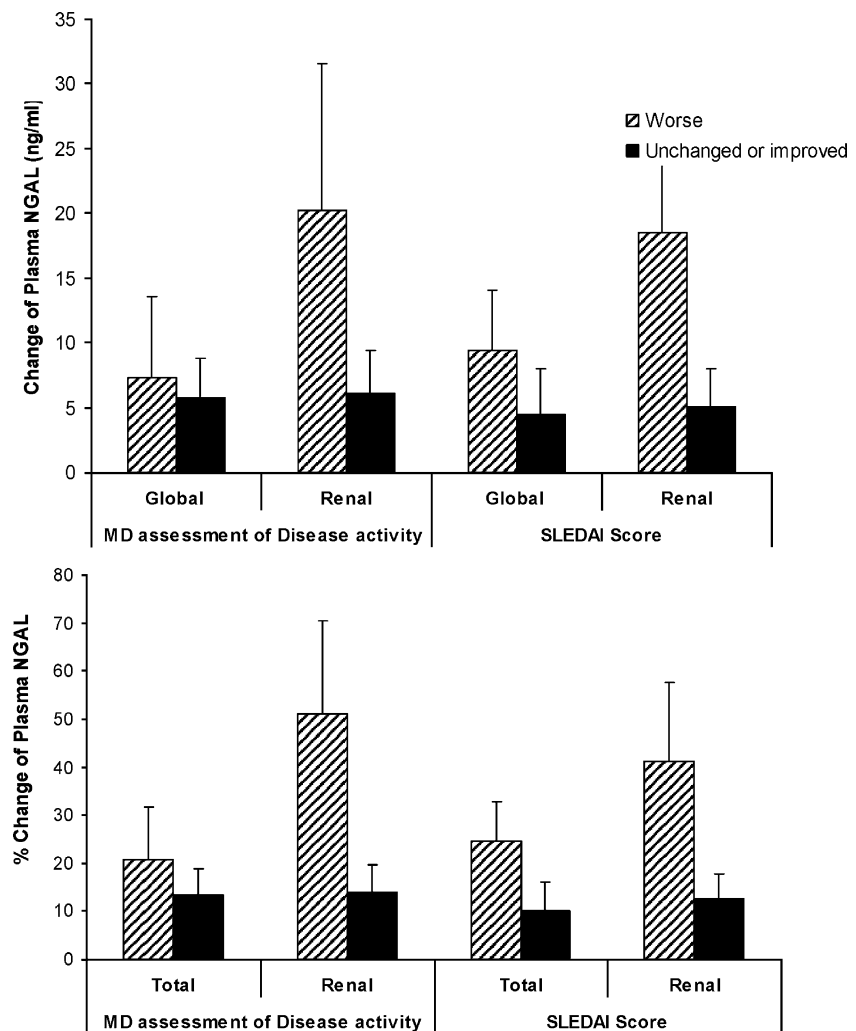 35
30
25
20
15
10
5
0
Change of Plasma NGAL (ng/ml)
Worse
Unchanged or improved
Global Renal Global Renal
MD assessment of Disease activity SLEDAI Score
80
70
60
50
40
30
20
10
0
% Change of Plasma NGAL
Total Renal Total Renal
MD assessment of Disease activity SLEDAI Score